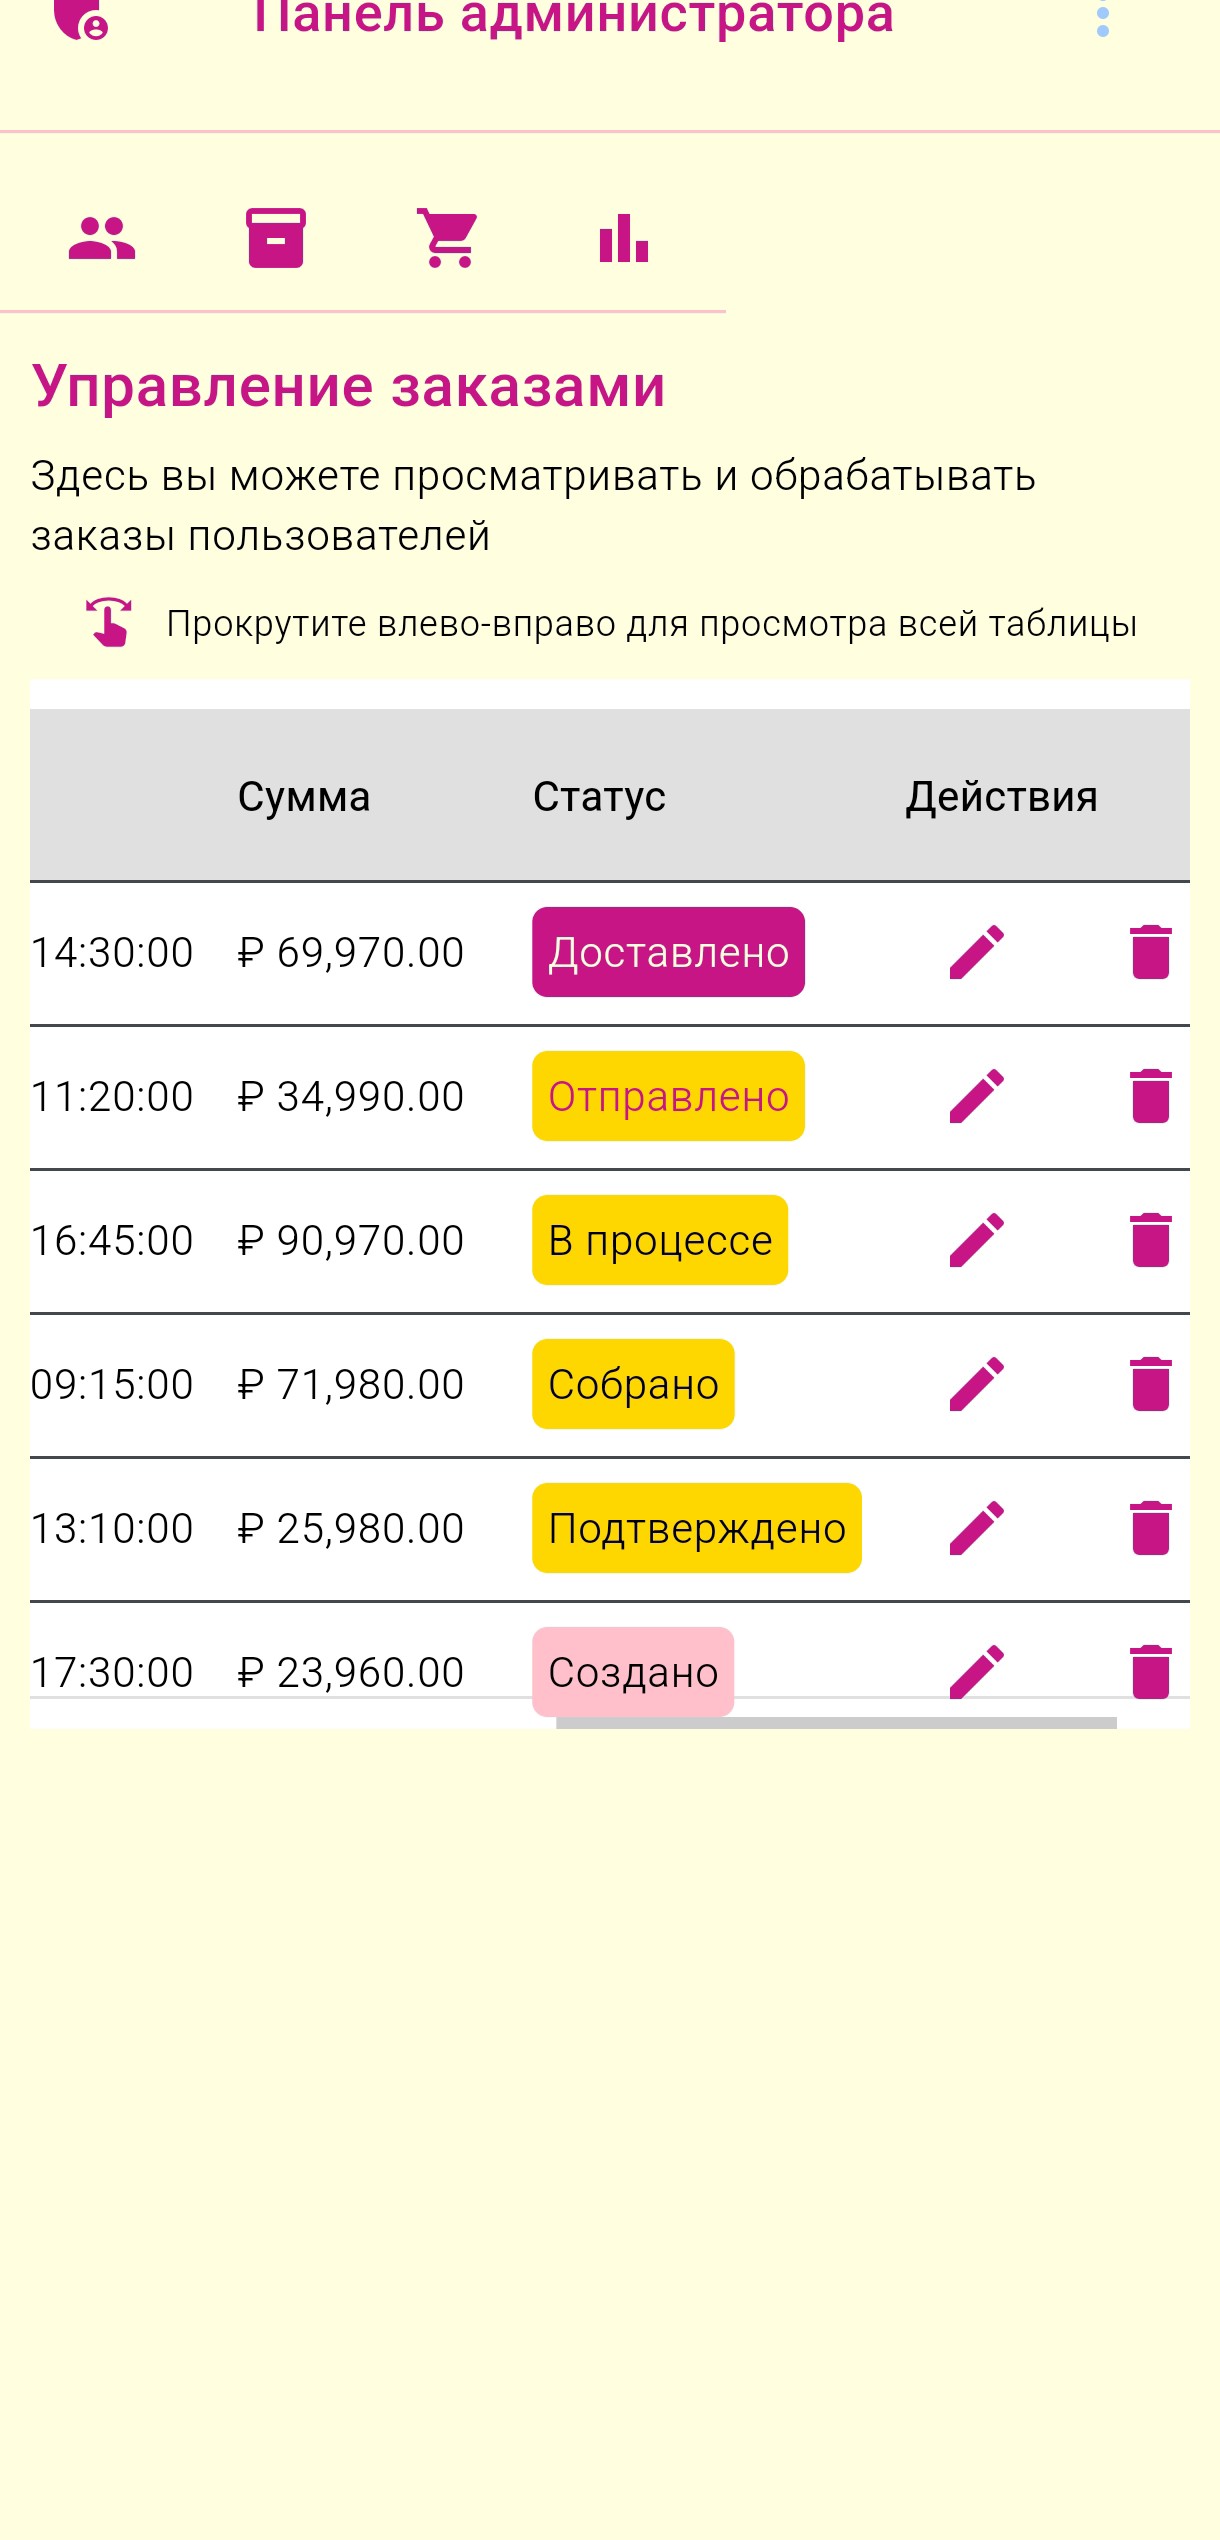 Панель администратора
Управление заказами
Здесь вы можете просматривать и обрабатывать
заказы пользователей
Прокрутите влево-вправо для просмотра всей таблицы
Сумма Статус Действия
14:30:00 ₽ 69,970.00 Доставлено
11:20:00 ₽ 34,990.00 Отправлено
16:45:00 ₽ 90,970.00 В процессе
09:15:00 ₽ 71,980.00 Собрано
13:10:00 ₽ 25,980.00 Подтверждено
17:30:00 ₽ 23,960.00 Создано